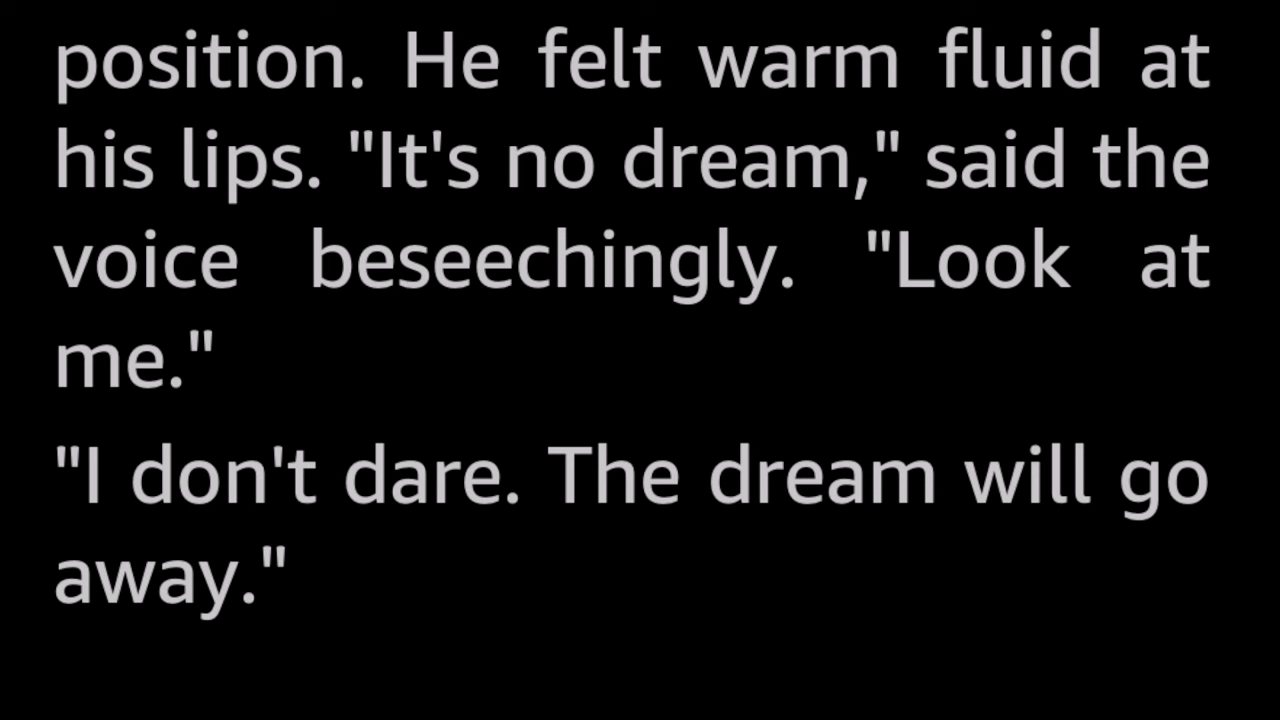 position. He felt warm fluid at
his lips. "It's no dream," said the
voice beseechingly. "Look at
me."
"I don't dare. The dream will go
away."